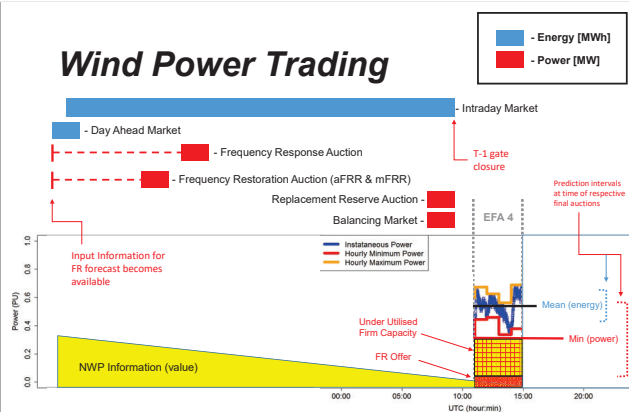 Wind Power Trading
- Energy [MWh]
- Power [MW]
- Intraday Market
- Day Ahead Market
- Frequency Response Auction
- Frequency Restoration Auction (aFRR & mFRR)
Replacement Reserve Auction -
Balancing Market -
T-1 gate
closure
Prediction intervals
at time of respective
final auctions
EFA 4
Input Information for
FR forecast becomes
available
Instataneous Power
Hourly Minimum Power
Hourly Maximum Power
Mean (energy)
Min (power)
Under Utilised
Firm Capacity
FR Offer
NWP Information (value)
Power (PU)
1.0
0.8
0.6
0.4
0.2
0.0
00:00
06:00
12:00
15:00
20:00
UTC (hour:min)